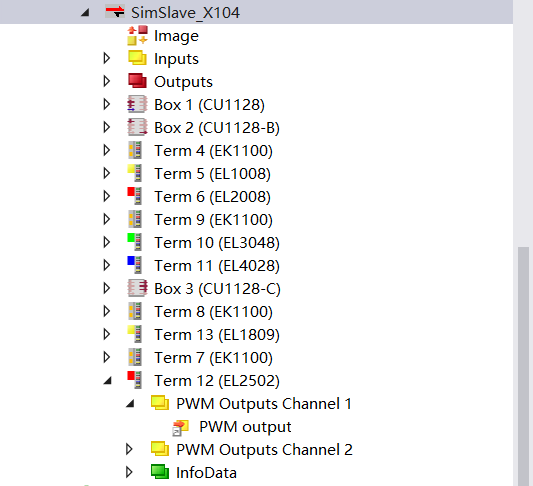 SimSlave_X104
Image
Inputs
Outputs
Box 1 (CU1128)
Box 2 (CU1128-B)
Term 4 (EK1100)
Term 5 (EL1008)
Term 6 (EL2008)
Term 9 (EK1100)
Term 10 (EL3048)
Term 11 (EL4028)
Box 3 (CU1128-C)
Term 8 (EK1100)
Term 13 (EL1809)
Term 7 (EK1100)
Term 12 (EL2502)
PWM Outputs Channel 1
PWM output
PWM Outputs Channel 2
InfoData